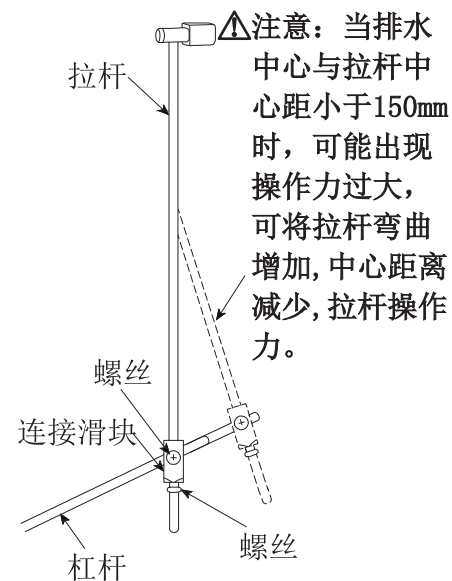 ⚠注意：当排水
中心与拉杆中
心距小于150mm
时，可能出现
操作力过大，
可将拉杆弯曲
增加,中心距离
减少,拉杆操作
力。
拉杆
螺丝
连接滑块
螺丝
杠杆